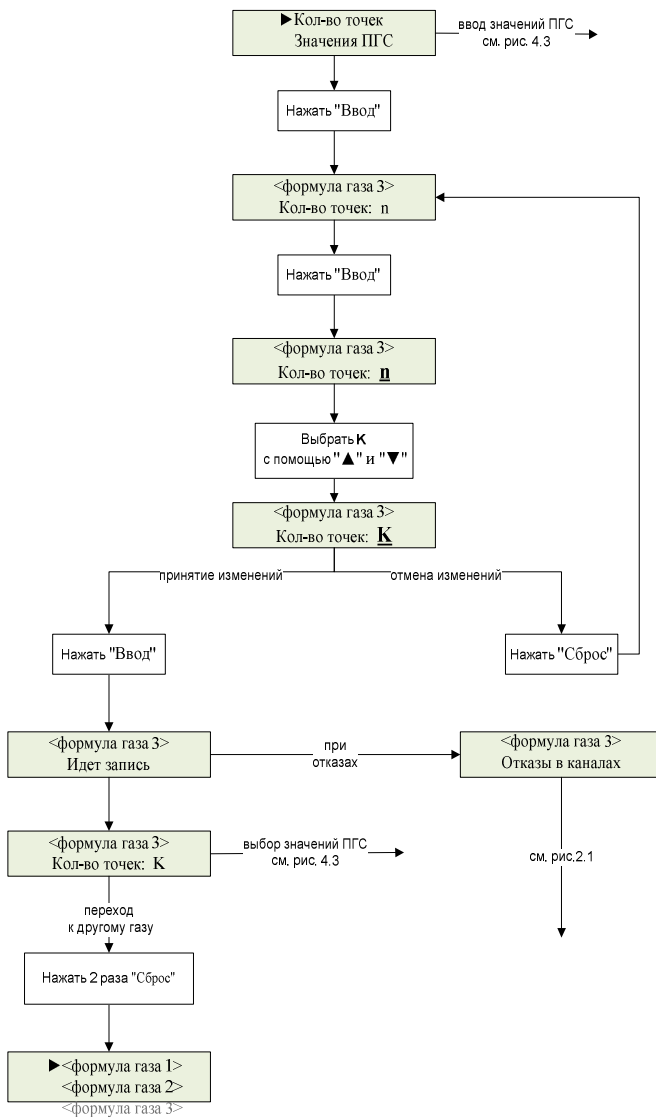 ▶Кол-во точек
Значения ПГС
ввод значений ПГС
см. рис. 4.3
Нажать "Ввод"
<формула газа 3>
Кол-во точек: n
Нажать "Ввод"
<формула газа 3>
Кол-во точек: n
Выбрать К
с помощью "▲" и "▼"
<формула газа 3>
Кол-во точек: К
принятие изменений
отмена изменений
Нажать "Ввод"
Нажать "Сброс"
<формула газа 3>
Идет запись
при
отказах
<формула газа 3>
Отказы в каналах
<формула газа 3>
Кол-во точек: К
выбор значений ПГС
см. рис. 4.3
см. рис.2.1
переход
к другому газу
Нажать 2 раза "Сброс"
▶<формула газа 1>
<формула газа 2>
<формула газа 3>